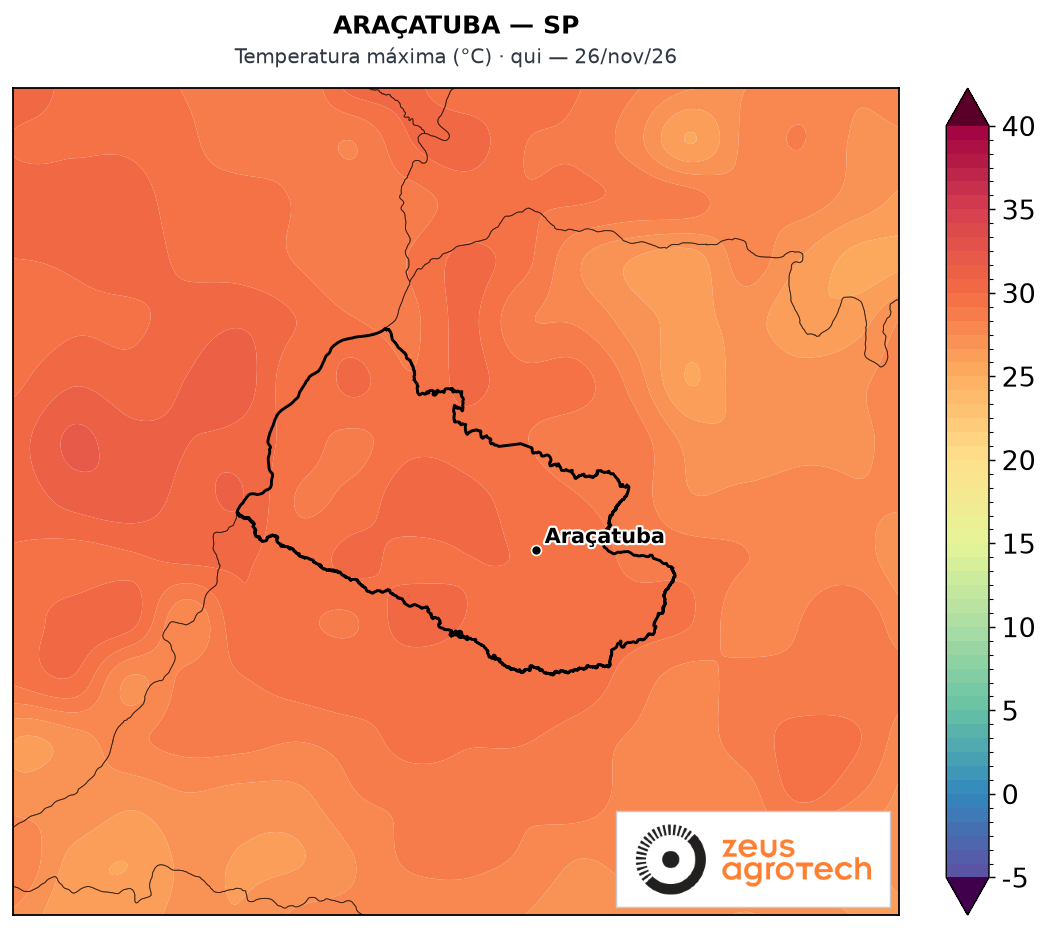 ARAÇATUBA — SP
Temperatura máxima (°C) · qui — 26/nov/26
40
35
30
25
20
15
10
5
0
-5
Araçatuba
zeus
agrotech